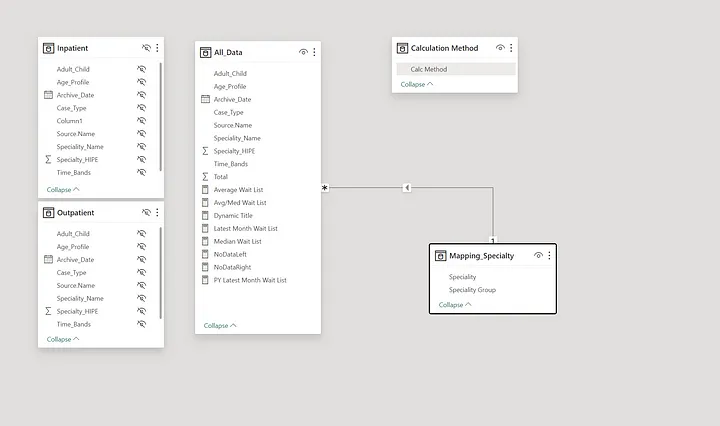 Inpatient
Adult_Child
Age_Profile
Archive_Date
Case_Type
Column1
Source.Name
Speciality_Name
Specialty_HIPE
Time_Bands
Collapse
Outpatient
Adult_Child
Age_Profile
Archive_Date
Case_Type
Source.Name
Speciality_Name
Specialty_HIPE
Time_Bands
Collapse
All_Data
Adult_Child
Age_Profile
Archive_Date
Case_Type
Source.Name
Speciality_Name
Specialty_HIPE
Time_Bands
Total
Average Wait List
Avg/Med Wait List
Dynamic Title
Latest Month Wait List
Median Wait List
NoDataLeft
NoDataRight
PY Latest Month Wait List
Collapse
Calculation Method
Calc Method
Collapse
*
1
Mapping_Specialty
Speciality
Speciality Group
Collapse